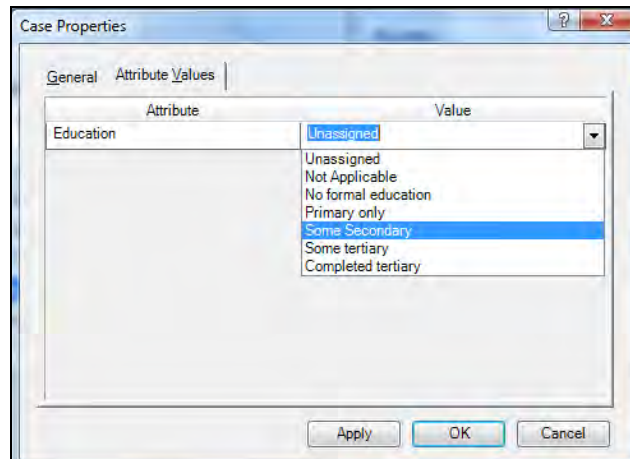 Case Properties
General Attribute Values
Attribute Value
Education Unassigned
Unassigned
Not Applicable
No formal education
Primary only
Some Secondary
Some tertiary
Completed tertiary
Apply OK Cancel